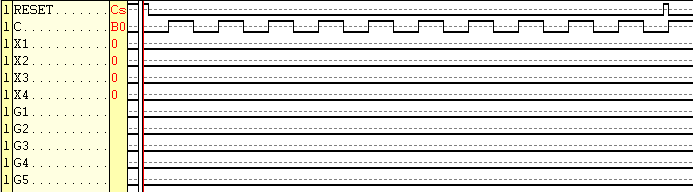 1 RESET.... Cs
1 C......... B0
1 X1........ 0
1 X2........ 0
1 X3........ 0
1 X4........ 0
1 G1........
1 G2........
1 G3........
1 G4........
1 G5........